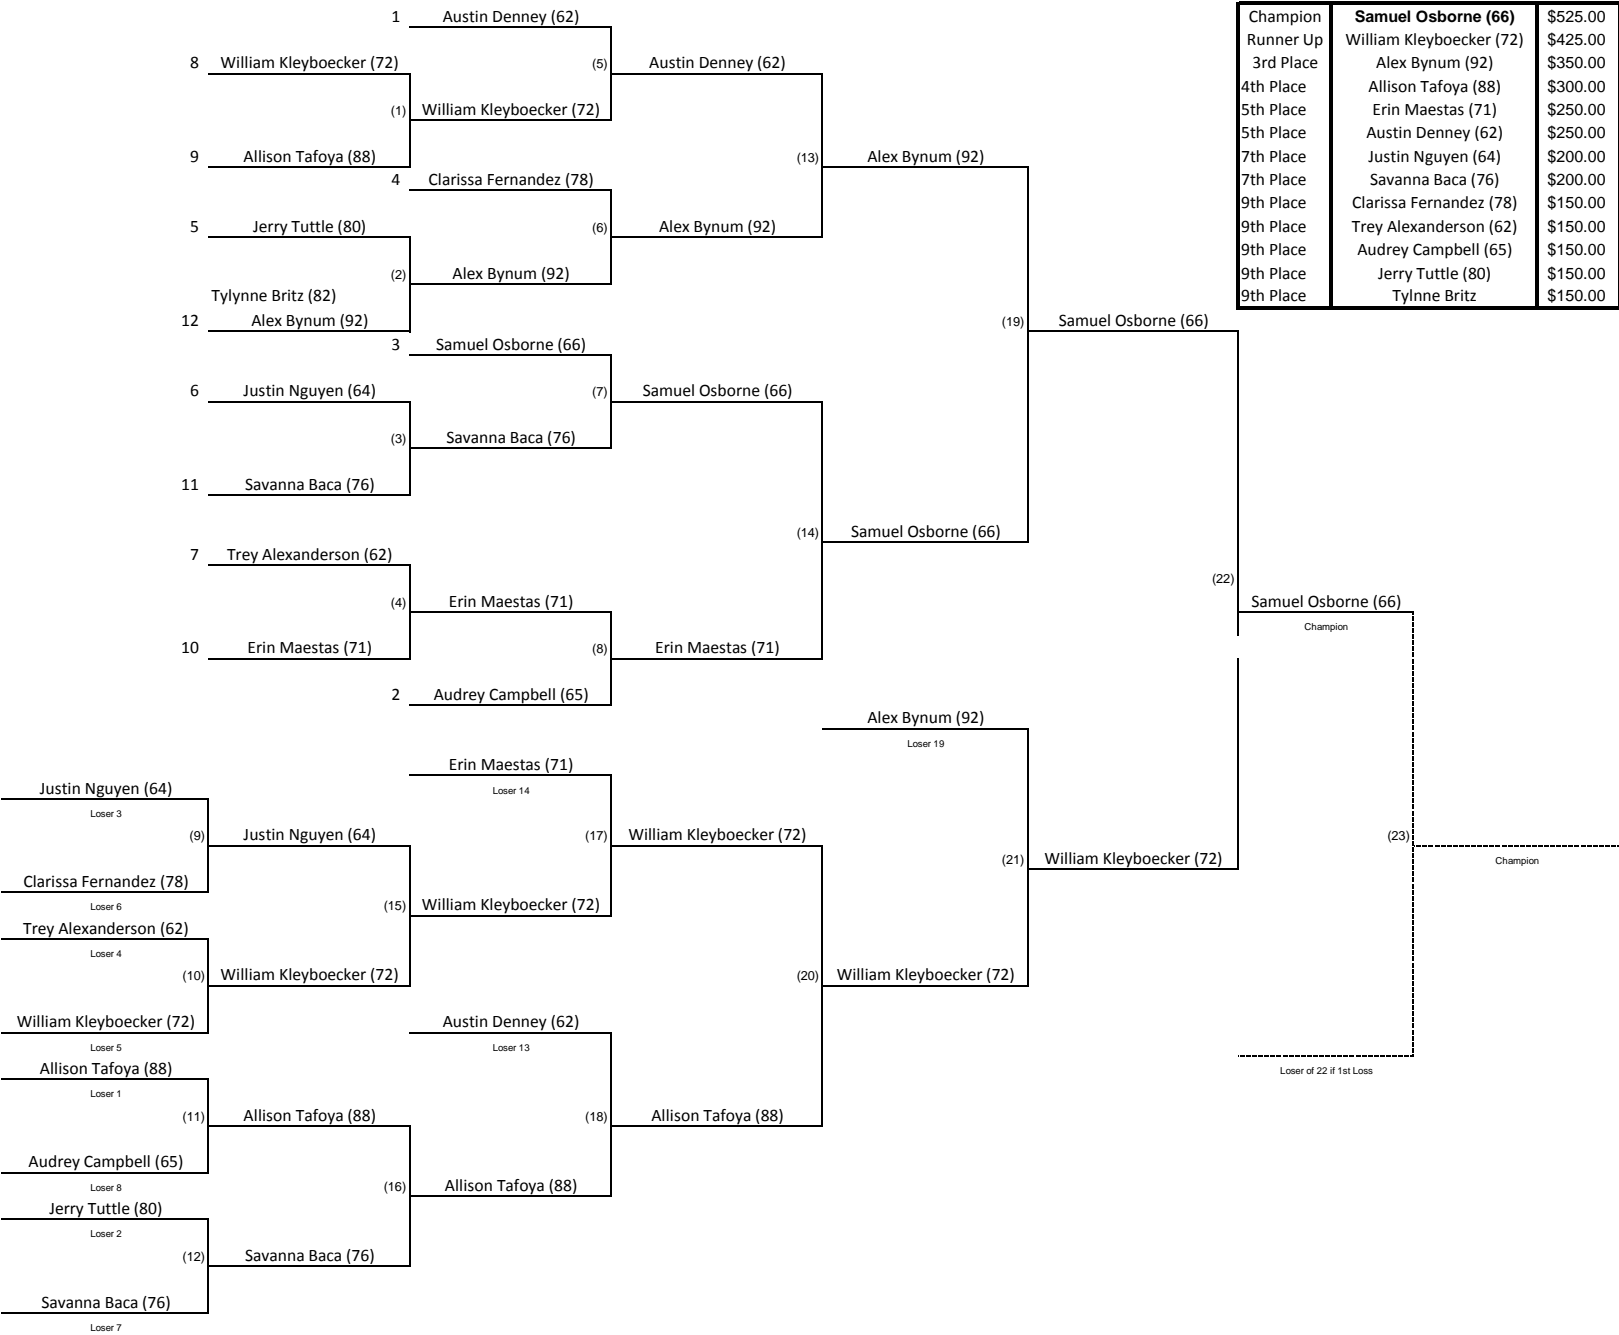 1 Austin Denney (62)
Champion Samuel Osborne (66) $525.00
Runner Up William Kleyboecker (72) $425.00
3rd Place Alex Bynum (92) $350.00
4th Place Allison Tafoya (88) $300.00
5th Place Erin Maestas (71) $250.00
5th Place Austin Denney (62) $250.00
7th Place Justin Nguyen (64) $200.00
7th Place Savanna Baca (76) $200.00
9th Place Clarissa Fernandez (78) $150.00
9th Place Trey Alexanderson (62) $150.00
9th Place Audrey Campbell (65) $150.00
9th Place Jerry Tuttle (80) $150.00
9th Place Tylnne Britz $150.00
8 William Kleyboecker (72) (5) Austin Denney (62)
(1) William Kleyboecker (72)
9 Allison Tafoya (88) (13) Alex Bynum (92)
4 Clarissa Fernandez (78)
5 Jerry Tuttle (80) (6) Alex Bynum (92)
(2) Alex Bynum (92)
Tylynne Britz (82)
12 Alex Bynum (92) (19) Samuel Osborne (66)
3 Samuel Osborne (66)
6 Justin Nguyen (64) (7) Samuel Osborne (66)
(3) Savanna Baca (76)
11 Savanna Baca (76)
(14) Samuel Osborne (66)
7 Trey Alexanderson (62)
(22)
(4) Erin Maestas (71) Samuel Osborne (66)
Champion
10 Erin Maestas (71) (8) Erin Maestas (71)
2 Audrey Campbell (65)
Alex Bynum (92)
Loser 19
Erin Maestas (71)
Loser 14
Justin Nguyen (64)
Loser 3
(9) Justin Nguyen (64) (17) William Kleyboecker (72) (23)
(21) William Kleyboecker (72) Champion
Clarissa Fernandez (78)
Loser 6 (15) William Kleyboecker (72)
Trey Alexanderson (62)
Loser 4
(10) William Kleyboecker (72) (20) William Kleyboecker (72)
William Kleyboecker (72) Austin Denney (62)
Loser 5 Loser 13
Allison Tafoya (88) Loser of 22 if 1st Loss
Loser 1
(11) Allison Tafoya (88) (18) Allison Tafoya (88)
Audrey Campbell (65)
Loser 8 (16) Allison Tafoya (88)
Jerry Tuttle (80)
Loser 2
(12) Savanna Baca (76)
Savanna Baca (76)
Loser 7